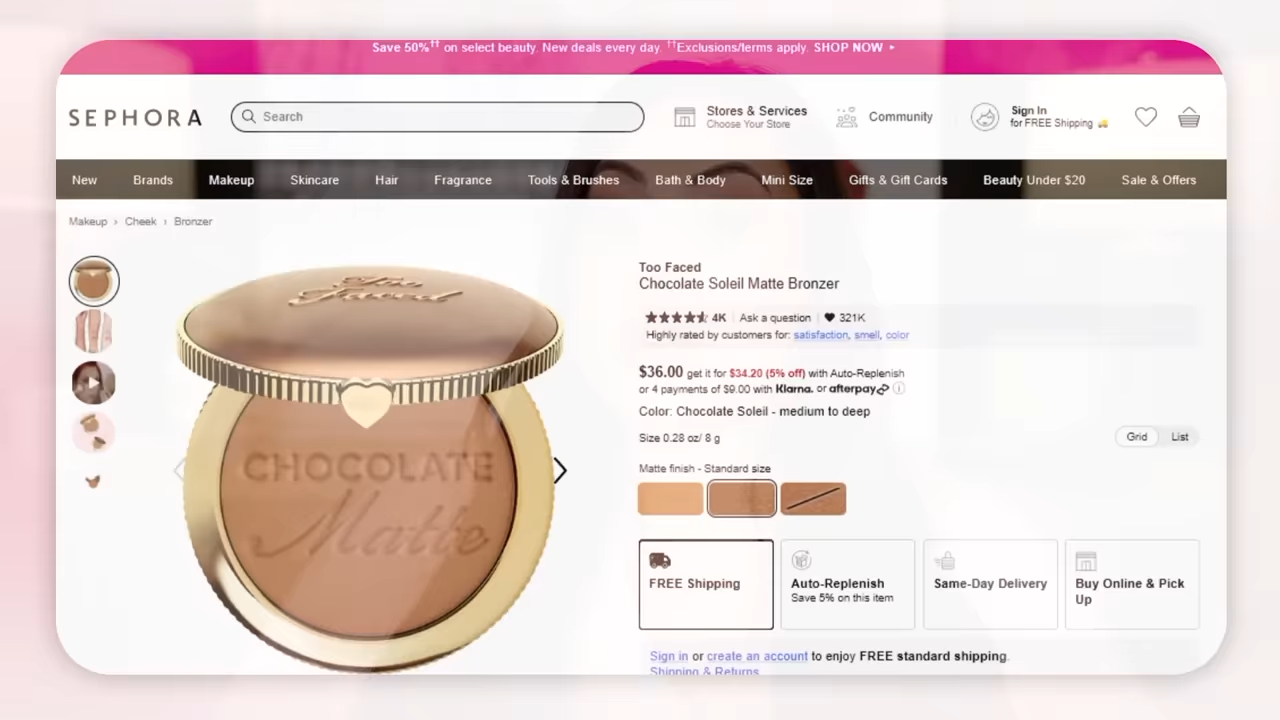 Save 50%†† on select beauty. New deals every day. ††Exclusions/terms apply. SHOP NOW ▸
SEPHORA
Search
Stores & Services
Choose Your Store
Community
Sign In
for FREE Shipping 🚚
New Brands Makeup Skincare Hair Fragrance Tools & Brushes Bath & Body Mini Size Gifts & Gift Cards Beauty Under $20 Sale & Offers
Makeup › Cheek › Bronzer
Too Faced
CHOCOLATE
Matte
Too Faced
Chocolate Soleil Matte Bronzer
4K | Ask a question | 321K
Highly rated by customers for: satisfaction, smell, color
$36.00 get it for $34.20 (5% off) with Auto-Replenish
or 4 payments of $9.00 with Klarna. or afterpay
Color: Chocolate Soleil - medium to deep
Size 0.28 oz/ 8 g
Grid List
Matte finish - Standard size
FREE Shipping
Auto-Replenish
Save 5% on this item
Same-Day Delivery
Buy Online & Pick
Up
Sign in or create an account to enjoy FREE standard shipping.
Shipping & Returns